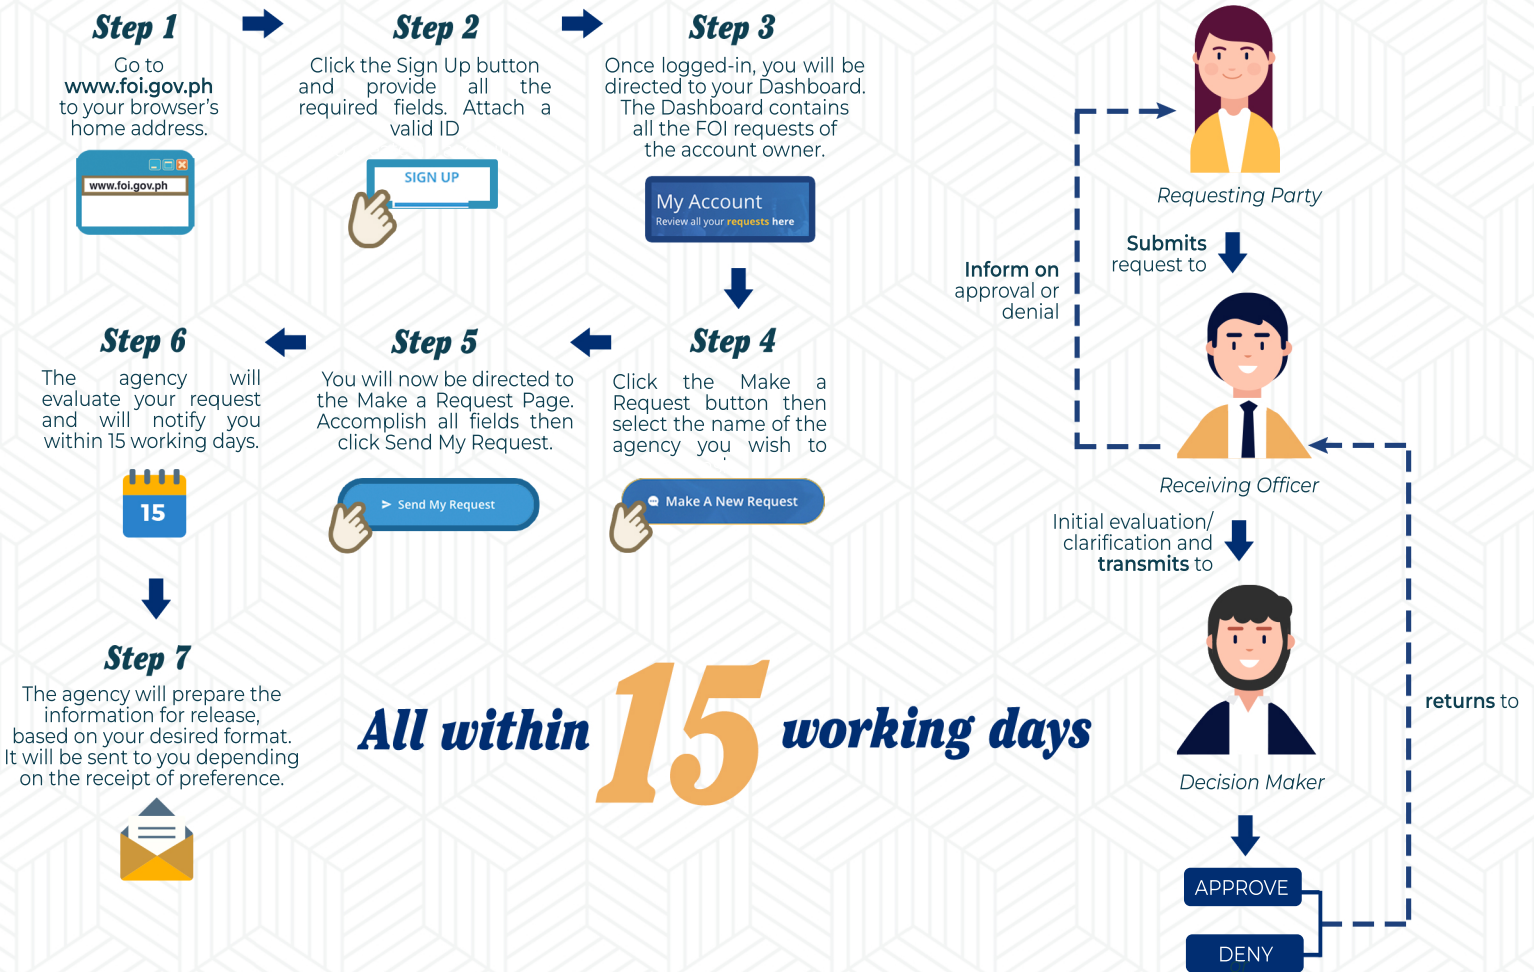 Step 1
Go to
www.foi.gov.ph
to your browser's
home address.
www.foi.gov.ph
Step 2
Click the Sign Up button
and provide all the
required fields. Attach a
valid ID
SIGN UP
Step 3
Once logged-in, you will be
directed to your Dashboard.
The Dashboard contains
all the FOI requests of
the account owner.
My Account
Review all your requests here
Step 4
Click the Make a
Request button then
select the name of the
agency you wish to
Make A New Request
Step 5
You will now be directed to
the Make a Request Page.
Accomplish all fields then
click Send My Request.
Send My Request
Step 6
The agency will
evaluate your request
and will notify you
within 15 working days.
15
Step 7
The agency will prepare the
information for release,
based on your desired format.
It will be sent to you depending
on the receipt of preference.
All within 15 working days
Requesting Party
Submits
request to
Inform on
approval or
denial
Receiving Officer
Initial evaluation/
clarification and
transmits to
Decision Maker
returns to
APPROVE
DENY